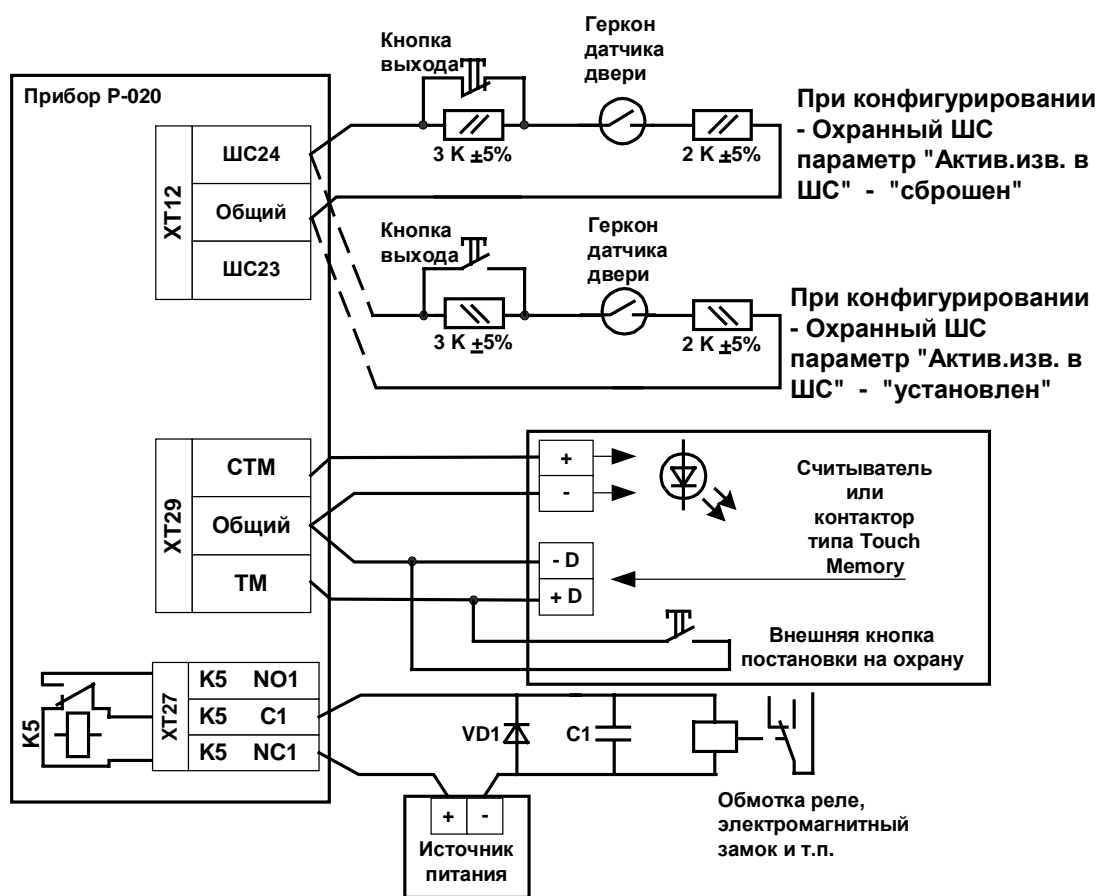 Прибор Р-020
ХТ12
ШС24
Общий
ШС23
Кнопка
выхода
3 К ±5%
Геркон
датчика
двери
2 К ±5%
При конфигурировании
- Охранный ШС
параметр "Актив.изв. в
ШС" - "сброшен"
Кнопка
выхода
3 К ±5%
Геркон
датчика
двери
2 К ±5%
При конфигурировании
- Охранный ШС
параметр "Актив.изв. в
ШС" - "установлен"
ХТ29
СТМ
Общий
ТМ
+
-
- D
+ D
Считыватель
или
контактор
типа Touch
Memory
Внешняя кнопка
постановки на охрану
K5
ХТ27
K5 NO1
K5 C1
K5 NC1
VD1
C1
+ -
Источник
питания
Обмотка реле,
электромагнитный
замок и т.п.